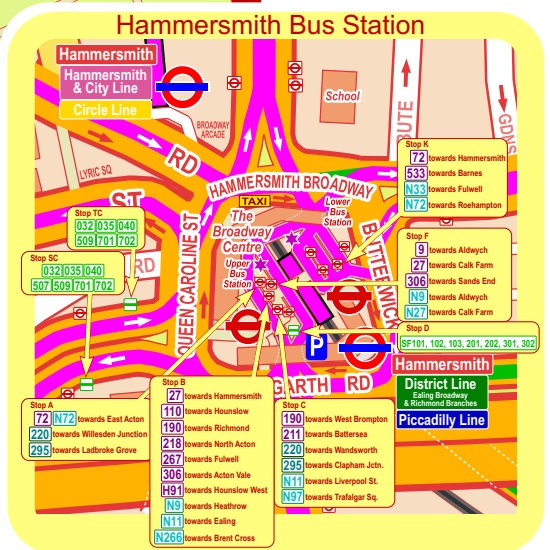 Hammersmith Bus Station
Hammersmith
Hammersmith
& City Line
Circle Line
School
BROADWAY
ARCADE
LYRIC SQ
RD
ST
RD
HAMMERSMITH BROADWAY
TAXI
The
Broadway
Centre
Lower
Bus
Station
Upper
Bus
Station
QUEEN CAROLINE ST
BUTTERWICK
GARTH RD
UTE
GDNS
P
Stop K
72 towards Hammersmith
533 towards Barnes
N33 towards Fulwell
N72 towards Roehampton
Stop F
9 towards Aldwych
27 towards Calk Farm
306 towards Sands End
N9 towards Aldwych
N27 towards Calk Farm
Stop D
SF101, 102, 103, 201, 202, 301, 302
Hammersmith
District Line
Ealing Broadway
& Richmond Branches
Piccadilly Line
Stop TC
032 035 040
509 701 702
Stop SC
032 035 040
507 509 701 702
Stop A
72 N72 towards East Acton
220 towards Willesden Junction
295 towards Ladbroke Grove
Stop B
27 towards Hammersmith
110 towards Hounslow
190 towards Richmond
218 towards North Acton
267 towards Fulwell
306 towards Acton Vale
H91 towards Hounslow West
N9 towards Heathrow
N11 towards Ealing
N266 towards Brent Cross
Stop C
190 towards West Brompton
211 towards Battersea
220 towards Wandsworth
295 towards Clapham Jctn.
N11 towards Liverpool St.
N97 towards Trafalgar Sq.